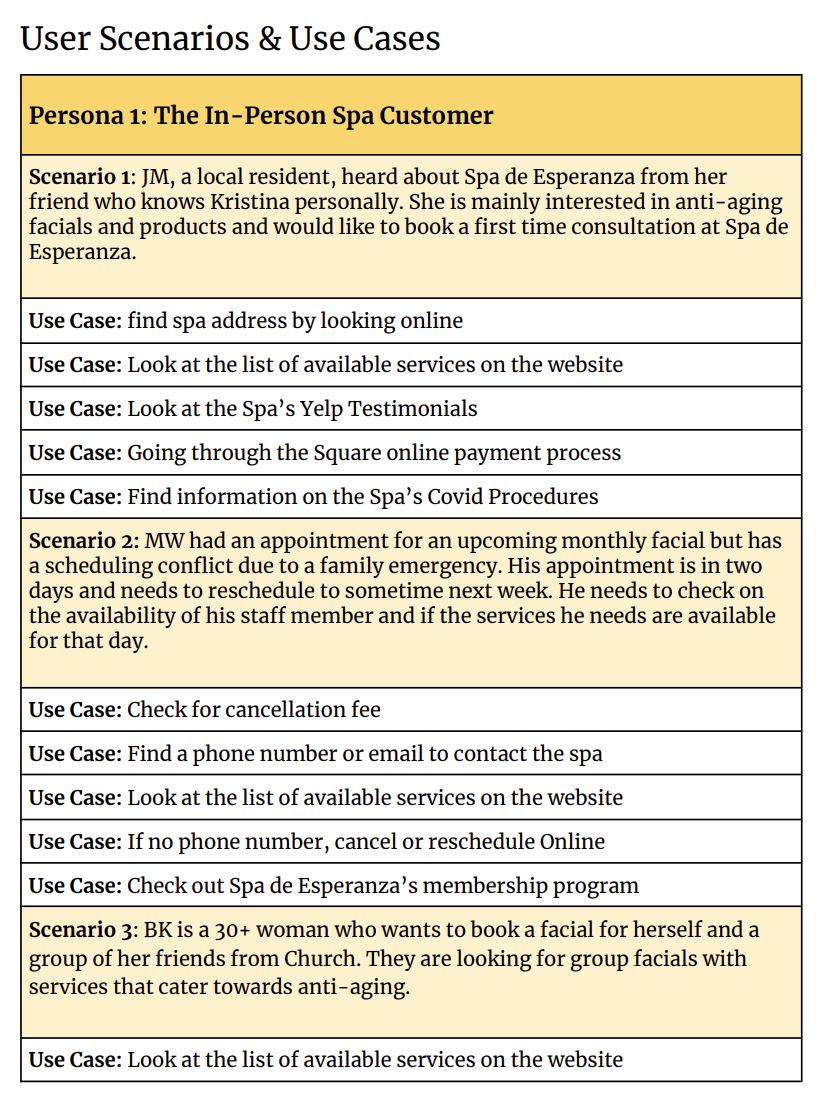 User Scenarios & Use Cases
Persona 1: The In-Person Spa Customer
Scenario 1: JM, a local resident, heard about Spa de Esperanza from her
friend who knows Kristina personally. She is mainly interested in anti-aging
facials and products and would like to book a first time consultation at Spa de
Esperanza.
Use Case: find spa address by looking online
Use Case: Look at the list of available services on the website
Use Case: Look at the Spa’s Yelp Testimonials
Use Case: Going through the Square online payment process
Use Case: Find information on the Spa’s Covid Procedures
Scenario 2: MW had an appointment for an upcoming monthly facial but has
a scheduling conflict due to a family emergency. His appointment is in two
days and needs to reschedule to sometime next week. He needs to check on
the availability of his staff member and if the services he needs are available
for that day.
Use Case: Check for cancellation fee
Use Case: Find a phone number or email to contact the spa
Use Case: Look at the list of available services on the website
Use Case: If no phone number, cancel or reschedule Online
Use Case: Check out Spa de Esperanza’s membership program
Scenario 3: BK is a 30+ woman who wants to book a facial for herself and a
group of her friends from Church. They are looking for group facials with
services that cater towards anti-aging.
Use Case: Look at the list of available services on the website